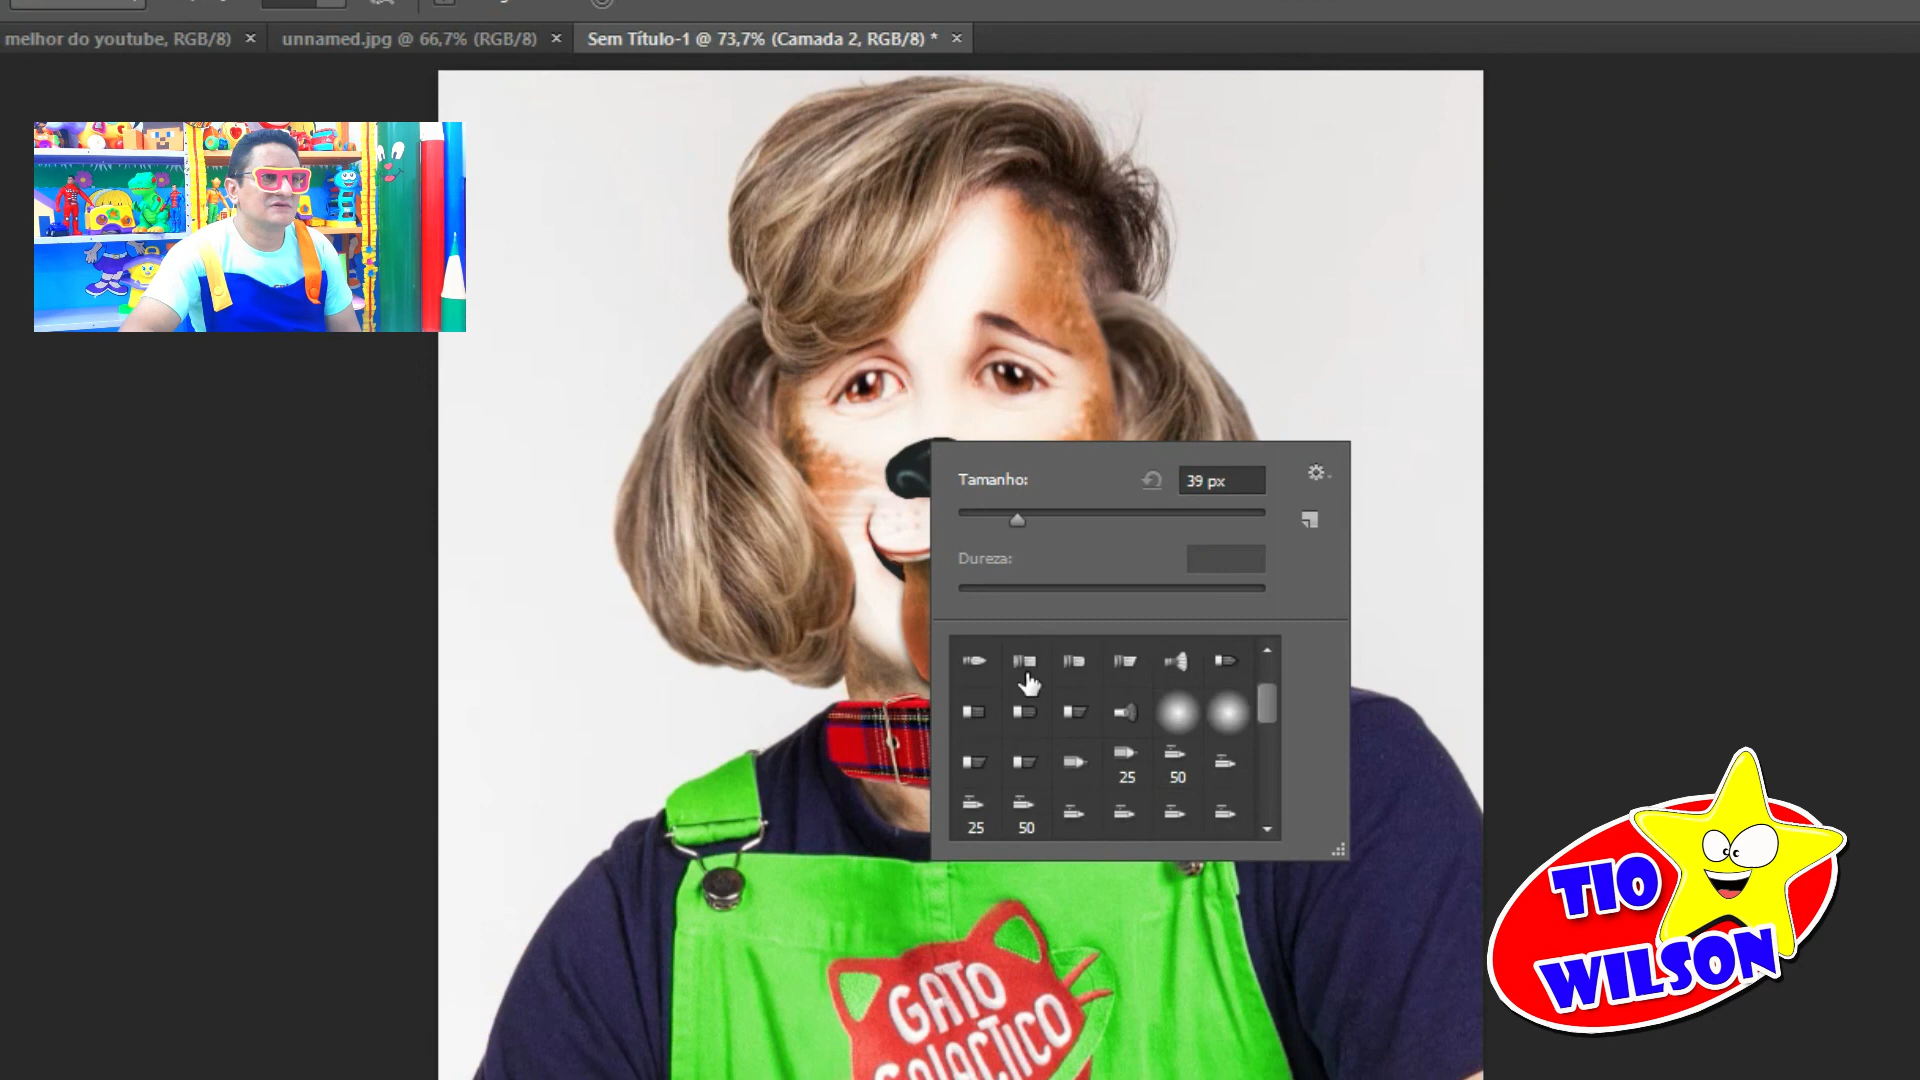 melhor do youtube, RGB/8) ×
unnamed.jpg @ 66,7% (RGB/8) ×
Sem Título-1 @ 73,7% (Camada 2, RGB/8) * ×
Tamanho:
39 px
Dureza:
25
50
25
50
GATO
GALACTICO
TIO
WILSON